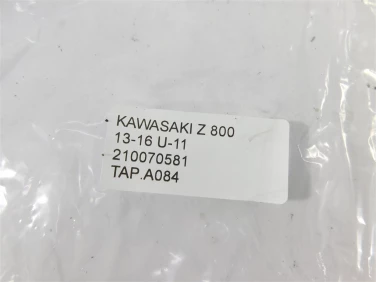 KAWASAKI Z 800
13-16 U-11
210070581
TAP.A084